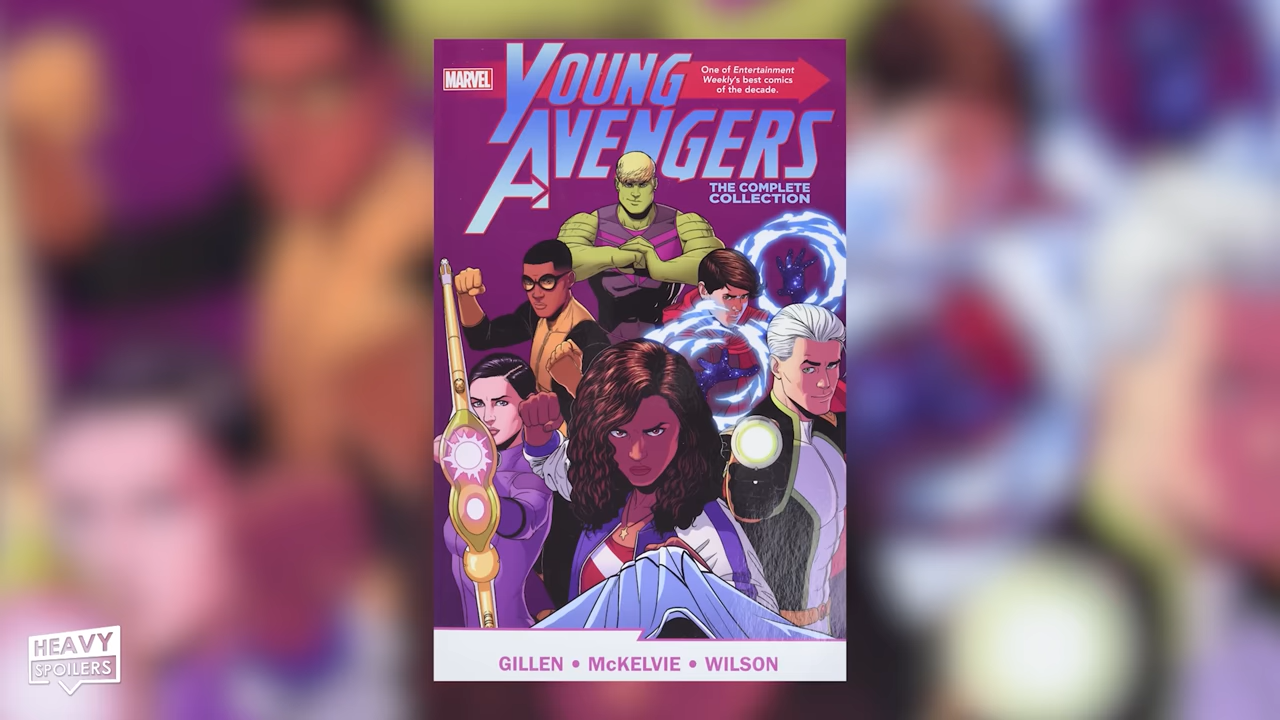 MARVEL
YOUNG
AVENGERS
One of Entertainment
Weekly's best comics
of the decade.
THE COMPLETE
COLLECTION
GILLEN • McKELVIE • WILSON
HEAVY
SPOILERS